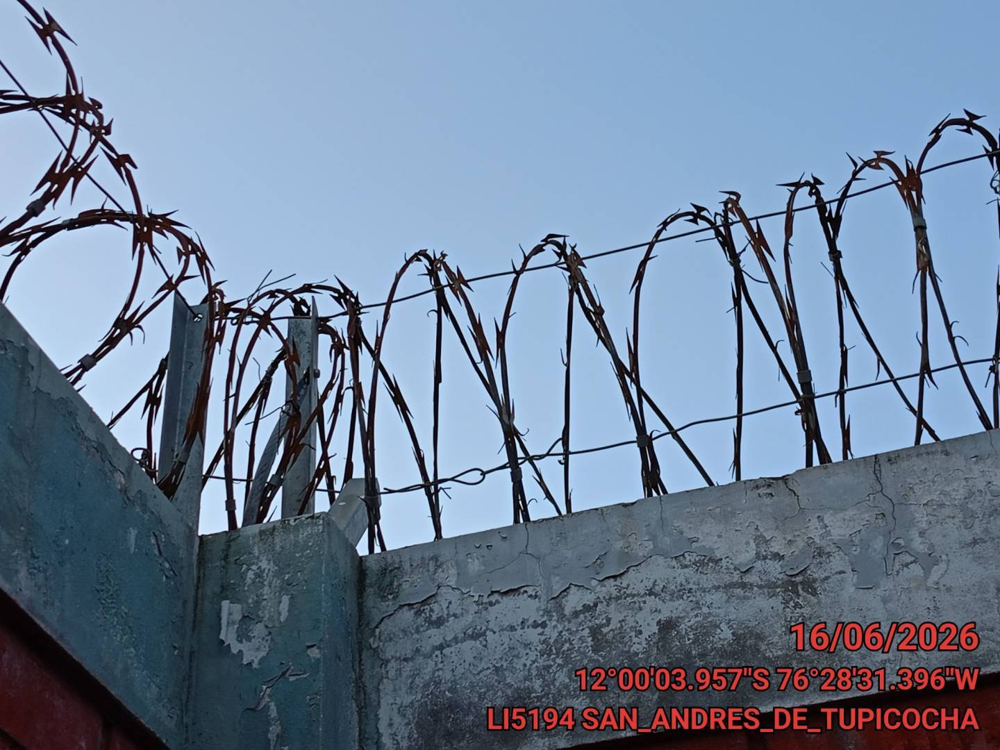 16/06/2026
12°00'03.957"S 76°28'31.396"W
LI5194 SAN_ANDRES_DE_TUPICOCHA